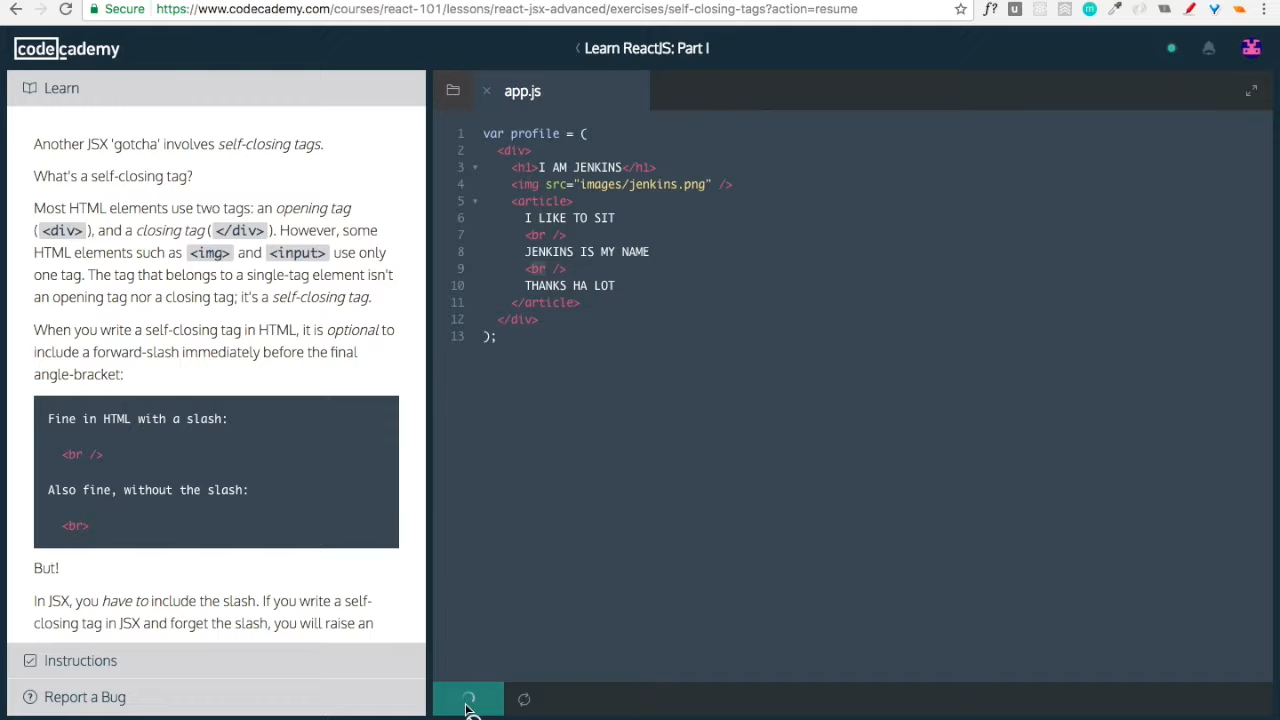 Secure https://www.codecademy.com/courses/react-101/lessons/react-jsx-advanced/exercises/self-closing-tags?action=resume
f?
u
m
codecademy
Learn ReactJS: Part I
Learn
Another JSX 'gotcha' involves self-closing tags.
What's a self-closing tag?
Most HTML elements use two tags: an opening tag
(<div>), and a closing tag (</div>). However, some
HTML elements such as <img> and <input> use only
one tag. The tag that belongs to a single-tag element isn't
an opening tag nor a closing tag; it's a self-closing tag.
When you write a self-closing tag in HTML, it is optional to
include a forward-slash immediately before the final
angle-bracket:
Fine in HTML with a slash:
<br />
Also fine, without the slash:
<br>
But!
In JSX, you have to include the slash. If you write a self-
closing tag in JSX and forget the slash, you will raise an
Instructions
Report a Bug
app.js
1 var profile = (
2 <div>
3 <h1>I AM JENKINS</h1>
4 <img src="images/jenkins.png" />
5 <article>
6 I LIKE TO SIT
7 <br />
8 JENKINS IS MY NAME
9 <br />
10 THANKS HA LOT
11 </article>
12 </div>
13 );